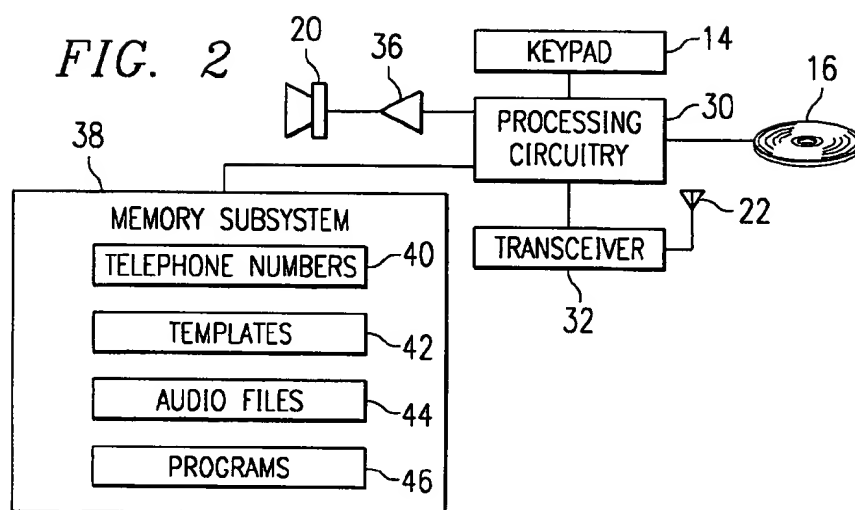 FIG. 2
20
36
KEYPAD
14
PROCESSING
CIRCUITRY
30
16
38
MEMORY SUBSYSTEM
TELEPHONE NUMBERS
40
TRANSCEIVER
22
32
TEMPLATES
42
AUDIO FILES
44
PROGRAMS
46